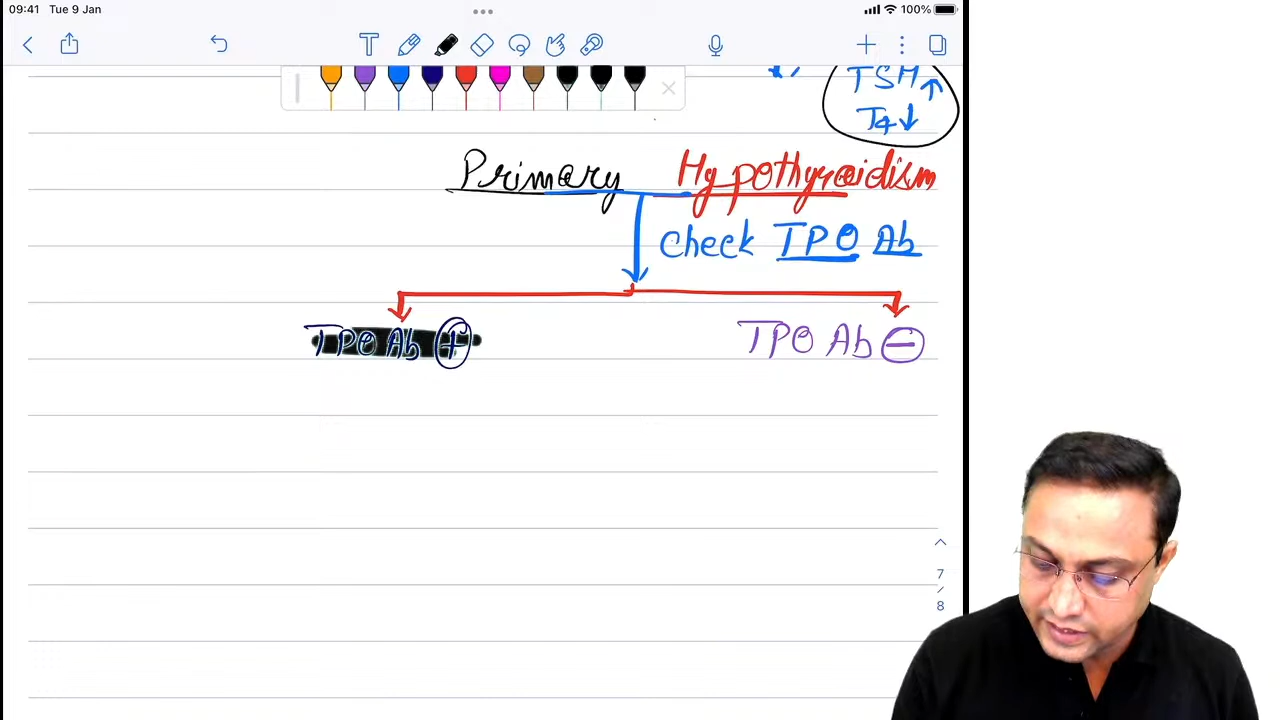 09:41 Tue 9 Jan 100%
T
TSH↑
T4↓
Primary Hypothyroidism
Check TPO Ab
TPO Ab + TPO Ab −
7
/
8